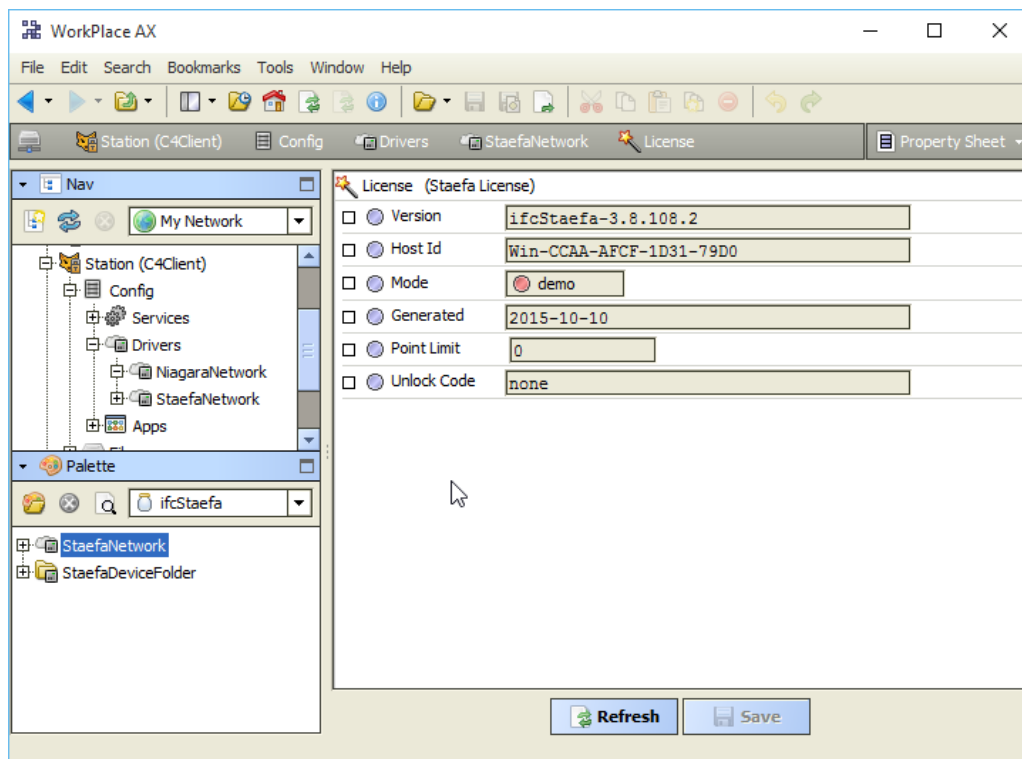 WorkPlace AX
File Edit Search Bookmarks Tools Window Help
Station (C4Client) Config Drivers StaefaNetwork License Property Sheet
Nav
My Network
Station (C4Client)
Config
Services
Drivers
NiagaraNetwork
StaefaNetwork
Apps
Palette
ifcStaefa
StaefaNetwork
StaefaDeviceFolder
License (Staefa License)
Version ifcStaefa-3.8.108.2
Host Id Win-CCAA-AFCF-1D31-79D0
Mode demo
Generated 2015-10-10
Point Limit 0
Unlock Code none
Refresh Save